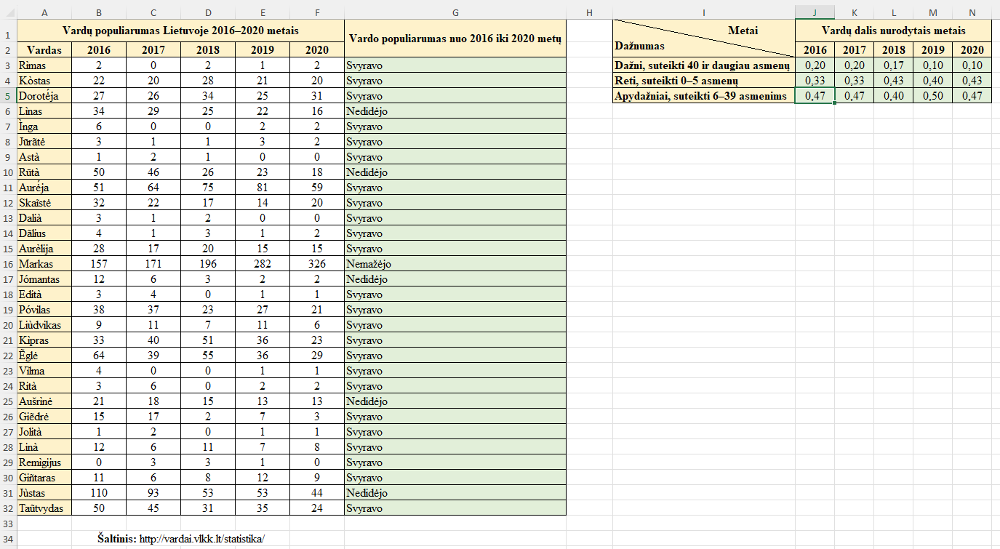 A B C D E F G H I J K L M N
1 Vardų populiarumas Lietuvoje 2016–2020 metais Vardo populiarumas nuo 2016 iki 2020 metų Metai Vardų dalis nurodytais metais
2 Vardas 2016 2017 2018 2019 2020 Dažnumas 2016 2017 2018 2019 2020
3 Rìmas 2 0 2 1 2 Svyravo Dažni, suteikti 40 ir daugiau asmenų 0,20 0,20 0,17 0,10 0,10
4 Kòstas 22 20 28 21 20 Svyravo Reti, suteikti 0–5 asmenų 0,33 0,33 0,43 0,40 0,43
5 Dorotė́ja 27 26 34 25 31 Svyravo Apydažniai, suteikti 6–39 asmenims 0,47 0,47 0,40 0,50 0,47
6 Lìnas 34 29 25 22 16 Nedidėjo
7 Ìnga 6 0 0 2 2 Svyravo
8 Jūrãtė 3 1 1 3 2 Svyravo
9 Astà 1 2 1 0 0 Svyravo
10 Rūtà 50 46 26 23 18 Nedidėjo
11 Aurė́ja 51 64 75 81 59 Svyravo
12 Skaĩstė 32 22 17 14 20 Svyravo
13 Dalià 3 1 2 0 0 Svyravo
14 Dãlius 4 1 3 1 2 Svyravo
15 Aurèlija 28 17 20 15 15 Svyravo
16 Markas 157 171 196 282 326 Nemažėjo
17 Jómantas 12 6 3 2 2 Nedidėjo
18 Edità 3 4 0 1 1 Svyravo
19 Póvilas 38 37 23 27 21 Svyravo
20 Liùdvikas 9 11 7 11 6 Svyravo
21 Kìpras 33 40 51 36 23 Svyravo
22 Ẽglė 64 39 55 36 29 Svyravo
23 Vìlma 4 0 0 1 1 Svyravo
24 Rità 3 6 0 2 2 Svyravo
25 Aušrìnė 21 18 15 13 13 Nedidėjo
26 Giẽdrė 15 17 2 7 3 Svyravo
27 Jolità 1 2 0 1 1 Svyravo
28 Linà 12 6 11 7 8 Svyravo
29 Remìgijus 0 3 3 1 0 Svyravo
30 Giñtaras 11 6 8 12 9 Svyravo
31 Jùstas 110 93 53 53 44 Nedidėjo
32 Taũtvydas 50 45 31 35 24 Svyravo
33
34 Šaltinis: http://vardai.vlkk.lt/statistika/